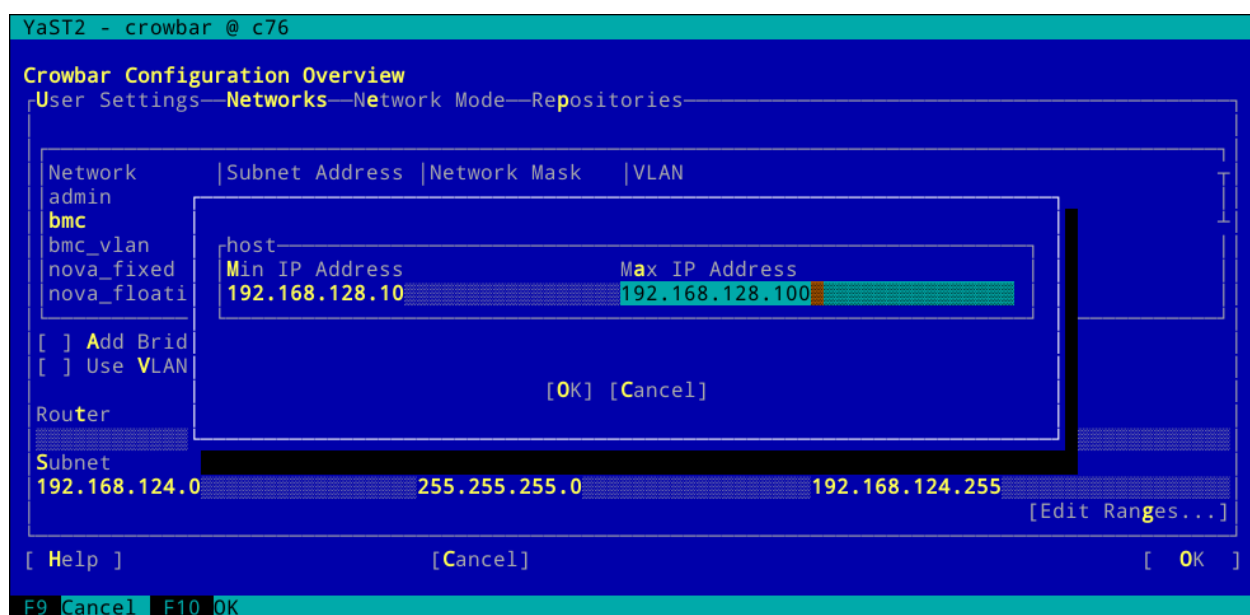 YaST2 - crowbar @ c76
Crowbar Configuration Overview
User Settings Networks Network Mode Repositories
Network |Subnet Address |Network Mask |VLAN
admin
bmc
bmc_vlan
nova_fixed
nova_floati
host
Min IP Address Max IP Address
192.168.128.10 192.168.128.100
[OK] [Cancel]
[ ] Add Brid
[ ] Use VLAN
Router
Subnet
192.168.124.0 255.255.255.0 192.168.124.255
[Edit Ranges...]
[ Help ] [Cancel] [ OK ]
F9 Cancel F10 OK